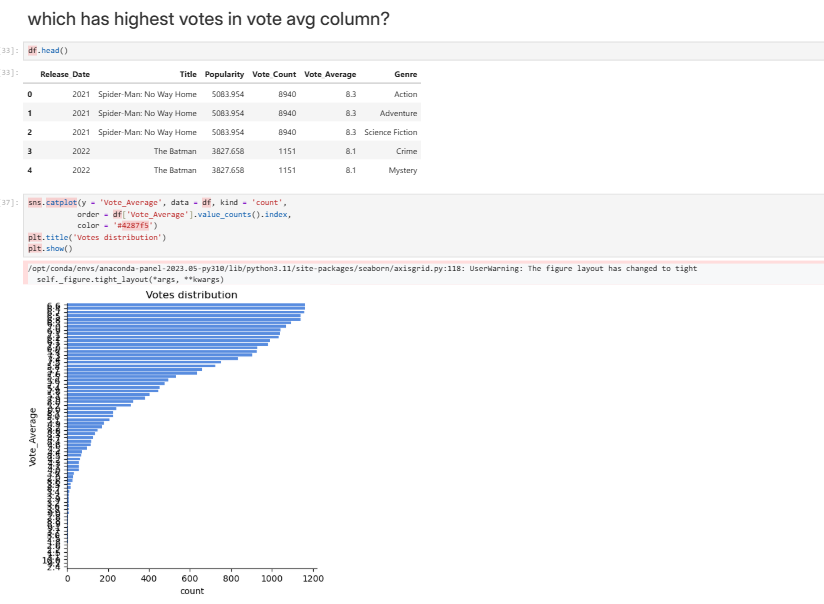 which has highest votes in vote avg column?
33]: df.head()
33]: Release_Date Title Popularity Vote_Count Vote_Average Genre
0 2021 Spider-Man: No Way Home 5083.954 8940 8.3 Action
1 2021 Spider-Man: No Way Home 5083.954 8940 8.3 Adventure
2 2021 Spider-Man: No Way Home 5083.954 8940 8.3 Science Fiction
3 2022 The Batman 3827.658 1151 8.1 Crime
4 2022 The Batman 3827.658 1151 8.1 Mystery
37]: sns.catplot(y = 'Vote_Average', data = df, kind = 'count',
order = df['Vote_Average'].value_counts().index,
color = '#4287f5')
plt.title('Votes distribution')
plt.show()
/opt/conda/envs/anaconda-panel-2023.05-py310/lib/python3.11/site-packages/seaborn/axisgrid.py:118: UserWarning: The figure layout has changed to tight
self._figure.tight_layout(*args, **kwargs)
Votes distribution
Vote_Average
0 200 400 600 800 1000 1200
count